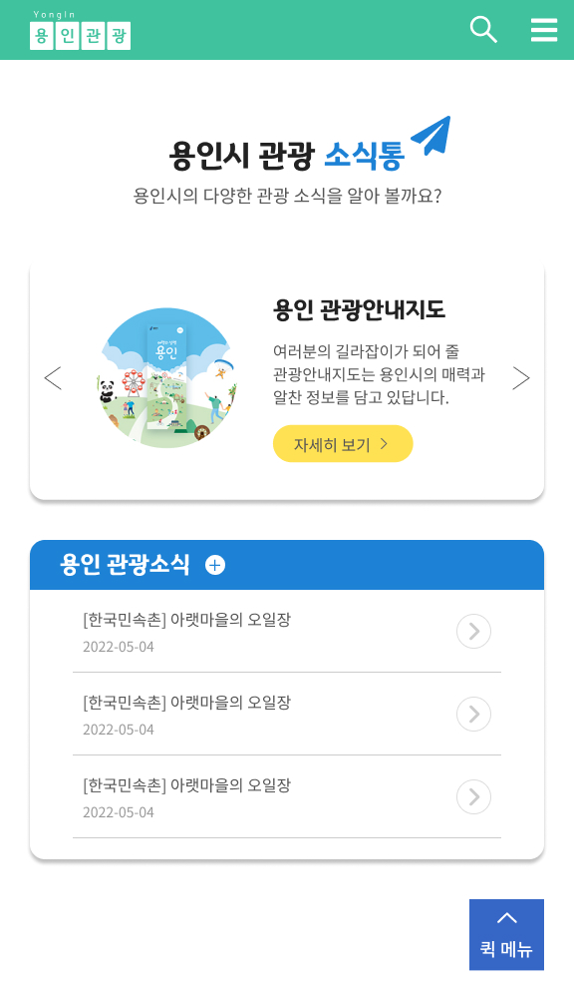 YongIn
용인관광
용인시 관광 소식통
용인시의 다양한 관광 소식을 알아 볼까요?
용인
용인 관광안내지도
여러분의 길라잡이가 되어 줄
관광안내지도는 용인시의 매력과
알찬 정보를 담고 있답니다.
자세히 보기
용인 관광소식
[한국민속촌] 아랫마을의 오일장
2022-05-04
[한국민속촌] 아랫마을의 오일장
2022-05-04
[한국민속촌] 아랫마을의 오일장
2022-05-04
퀵 메뉴